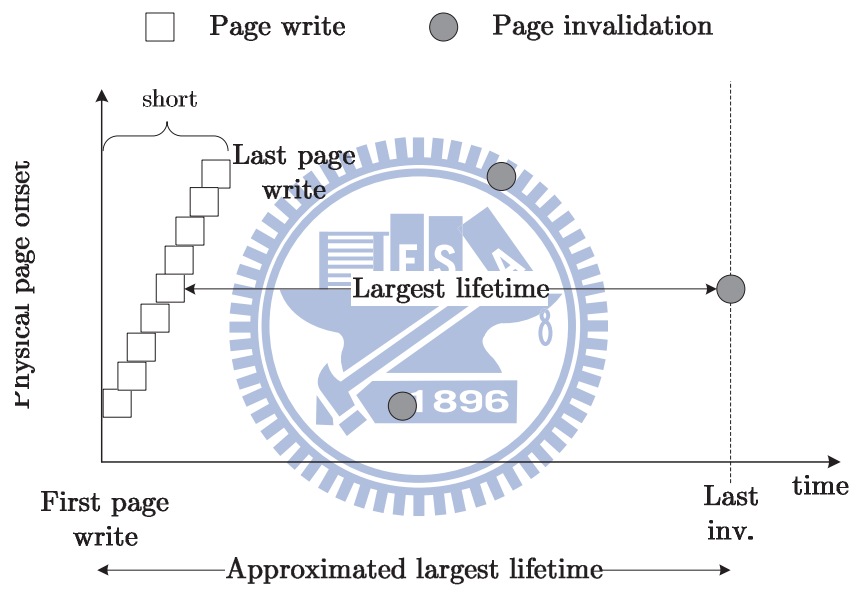 Page write
Page invalidation
short
Last page
write
Physical page offset
E S A
Largest lifetime
1896
time
First page
write
Last
inv.
Approximated largest lifetime